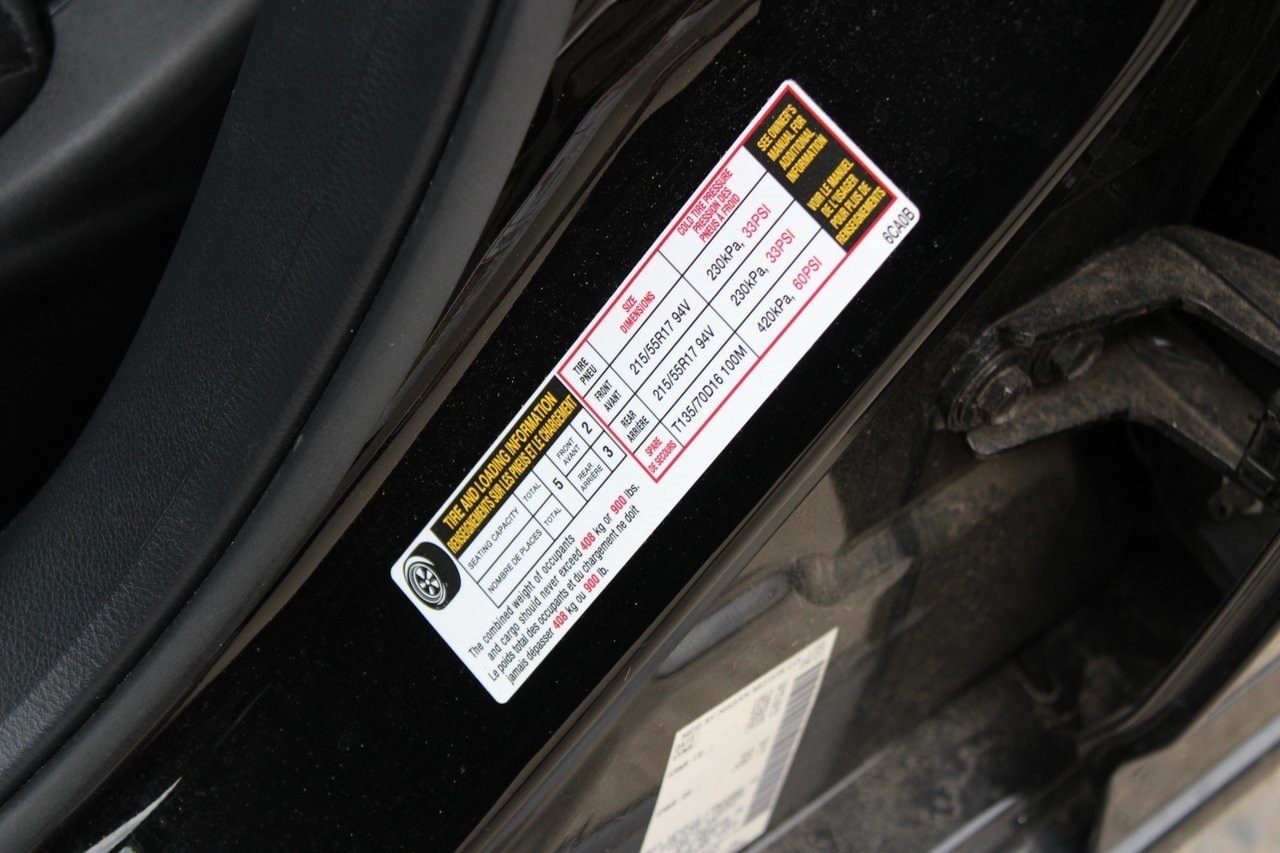 TIRE AND LOADING INFORMATION
RENSEIGNEMENTS SUR LES PNEUS ET LE CHARGEMENT
SEATING CAPACITY TOTAL 5 FRONT 2 REAR 3
NOMBRE DE PLACES TOTAL AVANT ARRIÈRE
The combined weight of occupants
and cargo should never exceed 408 kg or 900 lbs.
Le poids total des occupants et du chargement ne doit
jamais dépasser 408 kg ou 900 lb.
TIRE SIZE COLD TIRE PRESSURE
PNEU DIMENSIONS PRESSION DES
PNEUS À FROID
FRONT 215/55R17 94V 230kPa, 33PSI
AVANT
REAR 215/55R17 94V 230kPa, 33PSI
ARRIÈRE
SPARE T135/70D16 100M 420kPa, 60PSI
DE SECOURS
SEE OWNER'S
MANUAL FOR
ADDITIONAL
INFORMATION
VOIR LE MANUEL
DE L'USAGER
POUR PLUS DE
RENSEIGNEMENTS
6CA0B